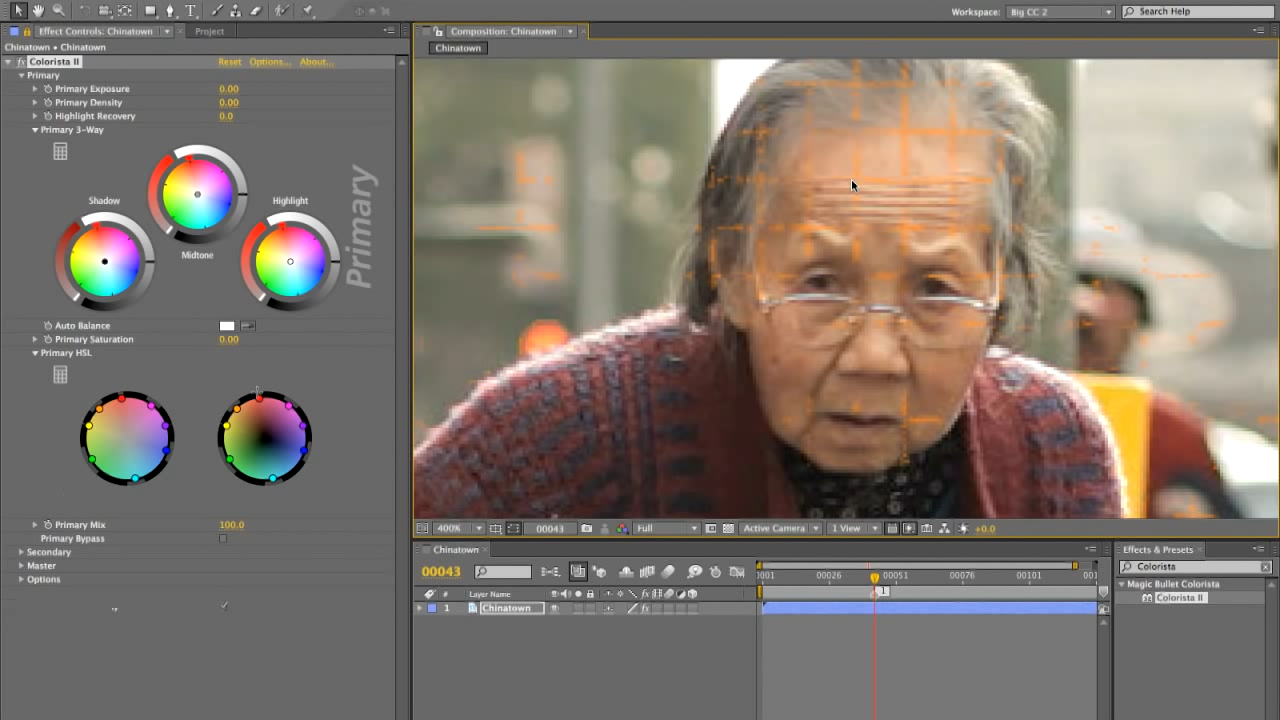 Workspace: Big CC 2 Search Help
Effect Controls: Chinatown Project
Composition: Chinatown
Chinatown • Chinatown
Chinatown
fx Colorista II Reset Options... About...
Primary
Primary Exposure 0.00
Primary Density 0.00
Highlight Recovery 0.0
Primary 3-Way
Primary
Shadow Highlight
Midtone
Auto Balance
Primary Saturation 0.00
Primary HSL
Primary Mix 100.0
Primary Bypass
Secondary
Master
Options
400% 00043 Full Active Camera 1 View +0.0
Chinatown
00043
0001 00026 00051 00076 00101
1
# Layer Name
1 Chinatown
Effects & Presets
Colorista
Magic Bullet Colorista
Colorista II